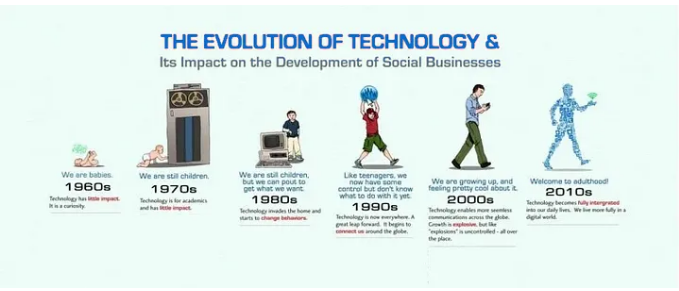 THE EVOLUTION OF TECHNOLOGY &
Its Impact on the Development of Social Businesses
We are babies.
1960s
Technology has little impact.
It is a curiosity.
We are still children.
1970s
Technology is for academics
and has little impact.
We are still children,
but we can pout to
get what we want.
1980s
Technology invades the home and
starts to change behaviors.
Like teenagers, we
now have some
control but don't know
what to do with it yet.
1990s
Technology is now everywhere. A
great leap forward. It begins to
connect us around the globe.
We are growing up, and
feeling pretty cool about it.
2000s
Technology enables more seemless
communications across the globe.
Growth is explosive, but like
"explosions" is uncontrolled - all over
the place.
Welcome to adulthood!
2010s
Technology becomes fully intergrated
into our daily lives. We live more fully in a
digital world.